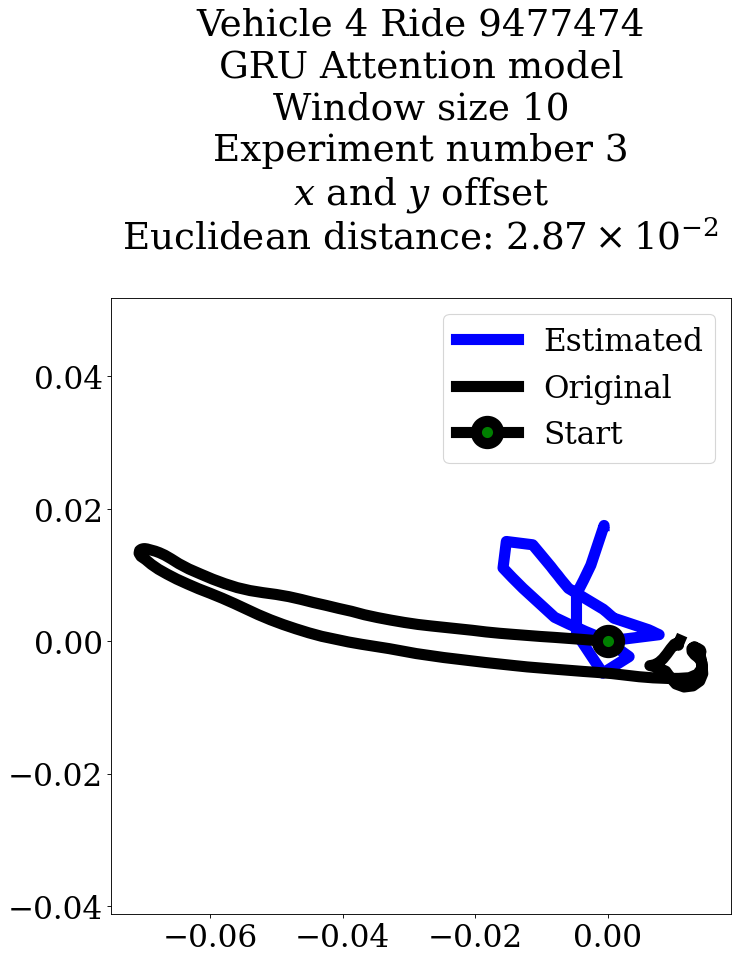 Vehicle 4 Ride 9477474
GRU Attention model
Window size 10
Experiment number 3
x and y offset
Euclidean distance: 2.87 × 10⁻²
Estimated
Original
Start
0.04
0.02
0.00
−0.02
−0.04
−0.06 −0.04 −0.02 0.00